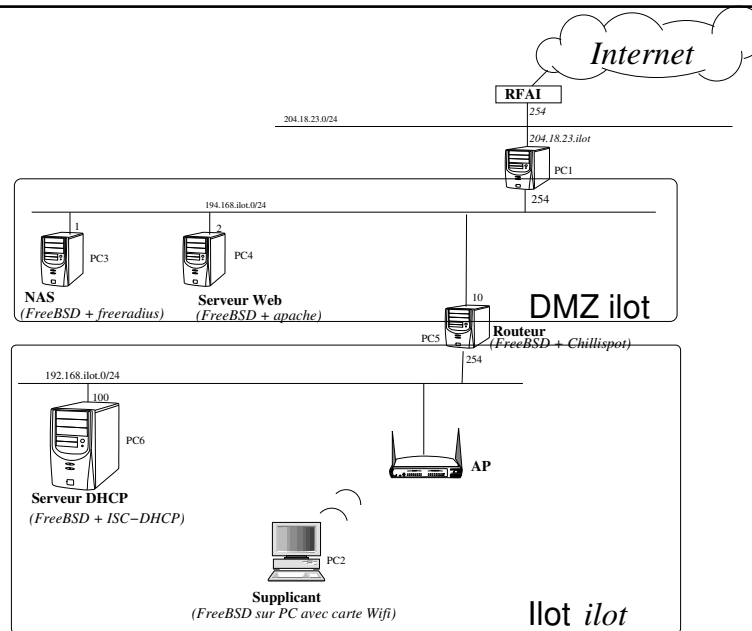 Internet
RFAI
254
204.18.23.0/24
204.18.23.ilot
PC1
254
194.168.ilot.0/24
1
2
PC3
PC4
NAS
(FreeBSD + freeradius)
Serveur Web
(FreeBSD + apache)
10
DMZ ilot
PC5
Routeur
(FreeBSD + Chillispot)
254
192.168.ilot.0/24
100
PC6
AP
Serveur DHCP
(FreeBSD + ISC−DHCP)
PC2
Supplicant
(FreeBSD sur PC avec carte Wifi)
Ilot ilot